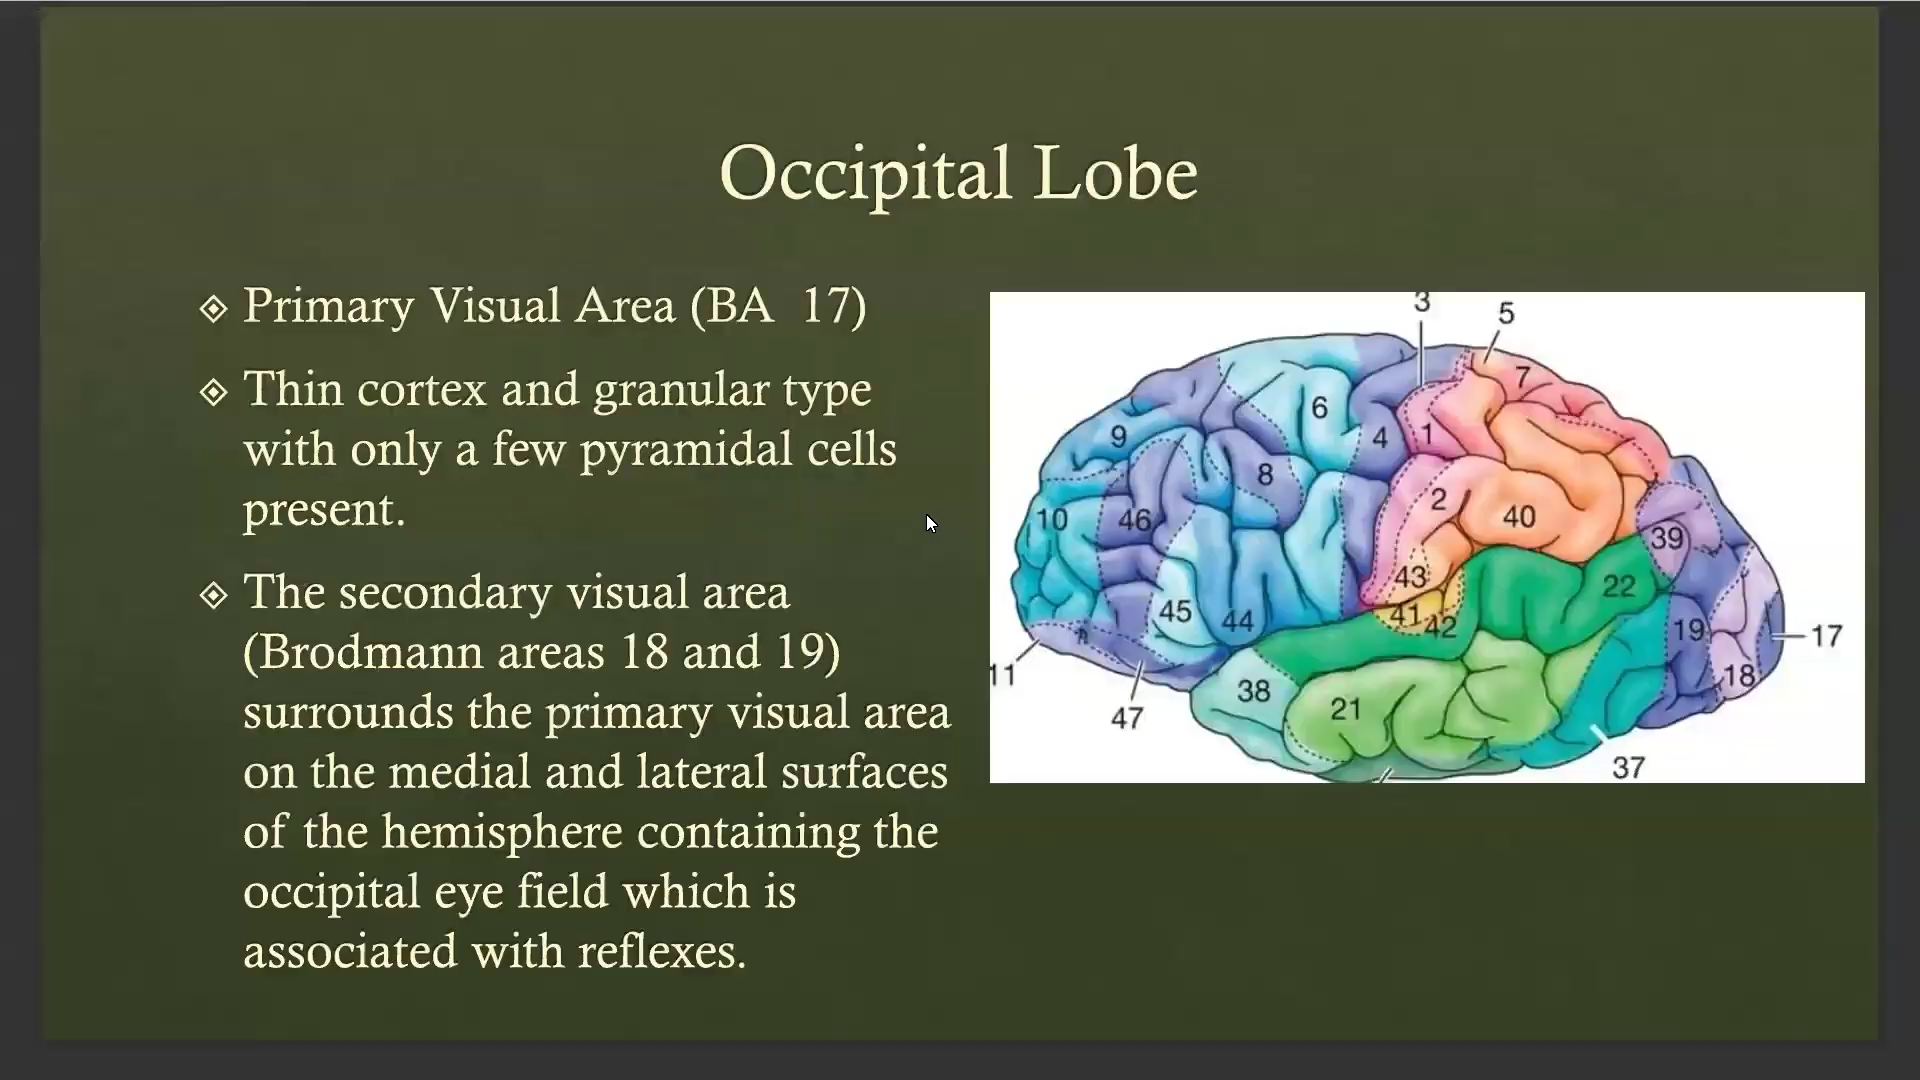 Occipital Lobe
Primary Visual Area (BA 17)
Thin cortex and granular type
with only a few pyramidal cells
present.
The secondary visual area
(Brodmann areas 18 and 19)
surrounds the primary visual area
on the medial and lateral surfaces
of the hemisphere containing the
occipital eye field which is
associated with reflexes.
3
5
7
6
9
4
1
8
2
10
46
40
39
43
22
45
44
41
42
19
17
11
38
18
21
47
37